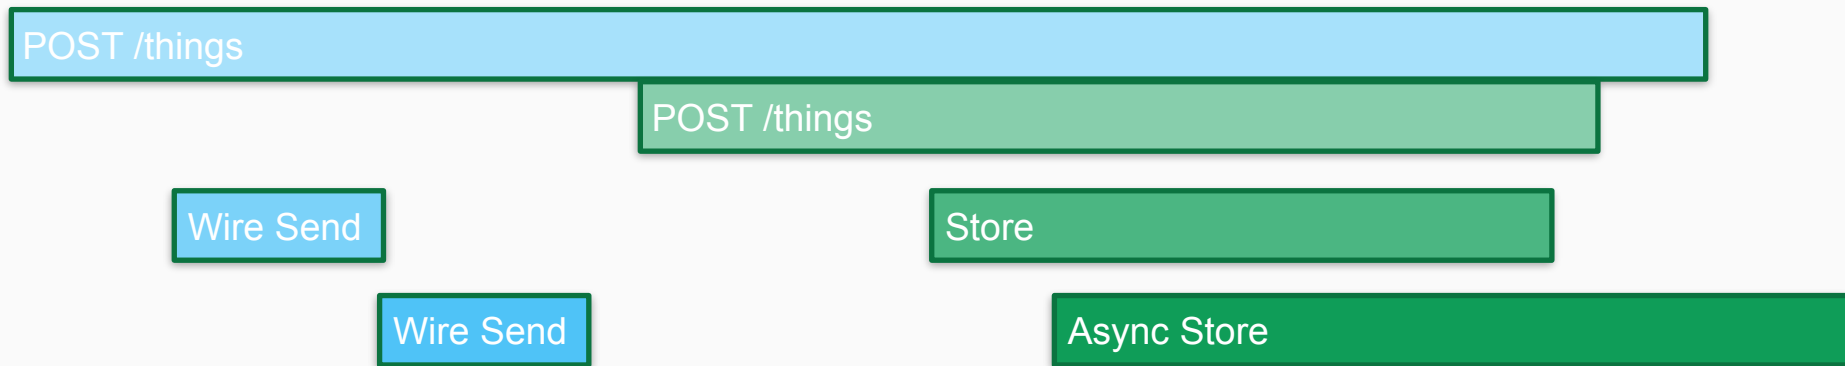 POST /things
POST /things
Wire Send
Store
Wire Send
Async Store